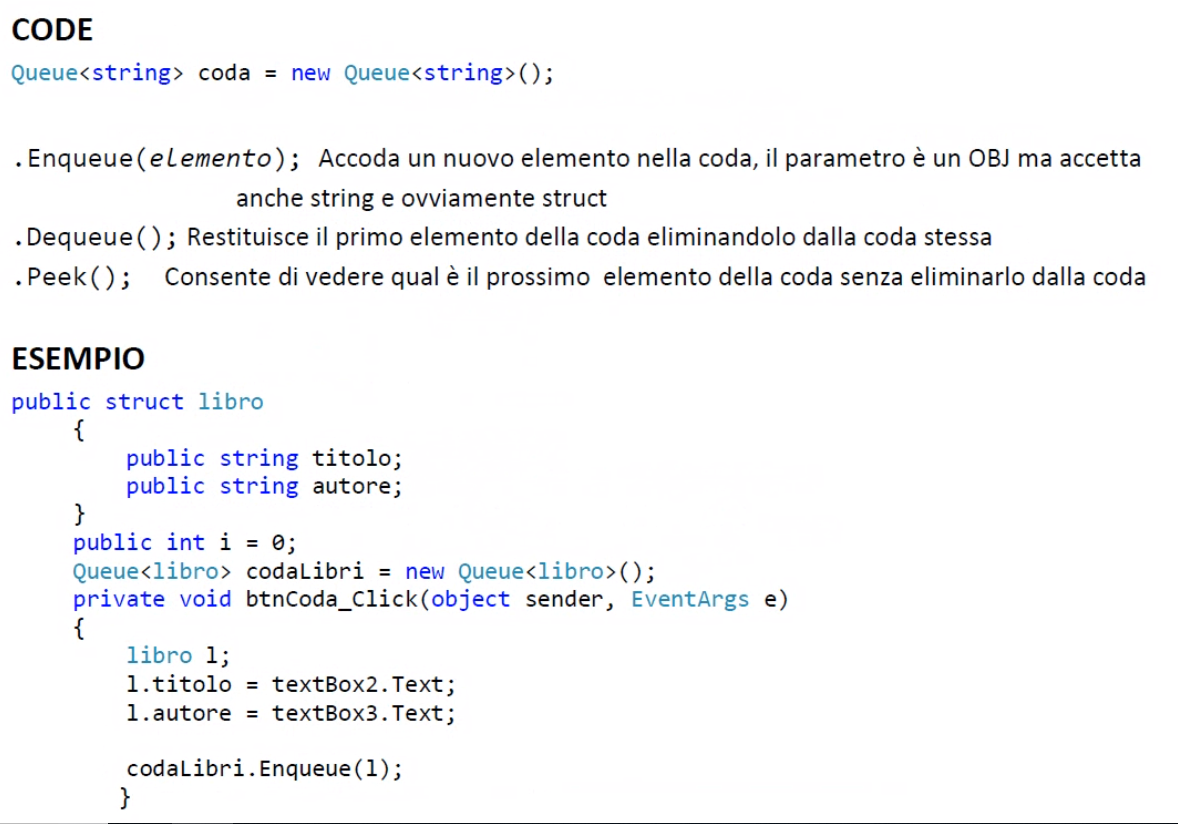 CODE
Queue<string> coda = new Queue<string>();
.Enqueue(elemento); Accoda un nuovo elemento nella coda, il parametro è un OBJ ma accetta
anche string e ovviamente struct
.Dequeue(); Restituisce il primo elemento della coda eliminandolo dalla coda stessa
.Peek(); Consente di vedere qual è il prossimo elemento della coda senza eliminarlo dalla coda
ESEMPIO
public struct libro
{
public string titolo;
public string autore;
}
public int i = 0;
Queue<libro> codaLibri = new Queue<libro>();
private void btnCoda_Click(object sender, EventArgs e)
{
libro l;
l.titolo = textBox2.Text;
l.autore = textBox3.Text;
codaLibri.Enqueue(l);
}